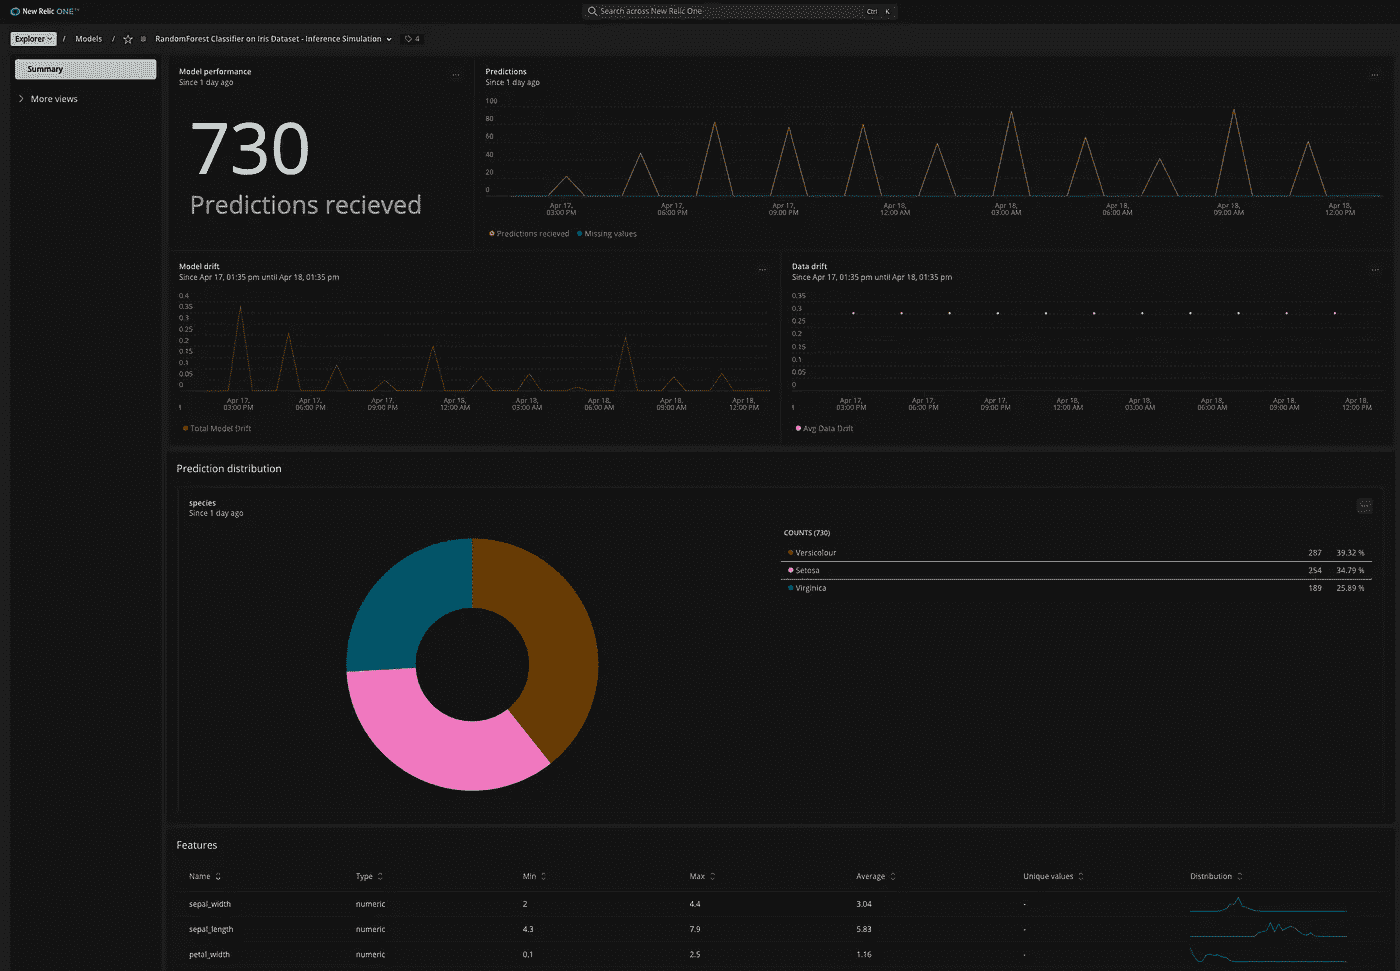 New Relic ONE™
Search across New Relic One
Ctrl K
Explorer / Models / RandomForest Classifier on Iris Dataset - Inference Simulation 4
Summary
More views
Model performance
Since 1 day ago
730
Predictions recieved
Predictions
Since 1 day ago
100
80
60
40
20
0
Apr 17, 03:00 PM
Apr 17, 06:00 PM
Apr 17, 09:00 PM
Apr 18, 12:00 AM
Apr 18, 03:00 AM
Apr 18, 06:00 AM
Apr 18, 09:00 AM
Apr 18, 12:00 PM
Predictions recieved Missing values
Model drift
Since Apr 17, 01:35 pm until Apr 18, 01:35 pm
0.4
0.35
0.3
0.25
0.2
0.15
0.1
0.05
0
Apr 17, 03:00 PM
Apr 17, 06:00 PM
Apr 17, 09:00 PM
Apr 18, 12:00 AM
Apr 18, 03:00 AM
Apr 18, 06:00 AM
Apr 18, 09:00 AM
Apr 18, 12:00 PM
Total Model Drift
Data drift
Since Apr 17, 01:35 pm until Apr 18, 01:35 pm
0.35
0.3
0.25
0.2
0.15
0.1
0.05
0
Apr 17, 03:00 PM
Apr 17, 06:00 PM
Apr 17, 09:00 PM
Apr 18, 12:00 AM
Apr 18, 03:00 AM
Apr 18, 06:00 AM
Apr 18, 09:00 AM
Apr 18, 12:00 PM
Avg Data Drift
Prediction distribution
species
Since 1 day ago
COUNTS (730)
Versicolour 287 39.32 %
Setosa 254 34.79 %
Virginica 189 25.89 %
Features
Name Type Min Max Average Unique values Distribution
sepal_width numeric 2 4.4 3.04 -
sepal_length numeric 4.3 7.9 5.83 -
petal_width numeric 0.1 2.5 1.16 -